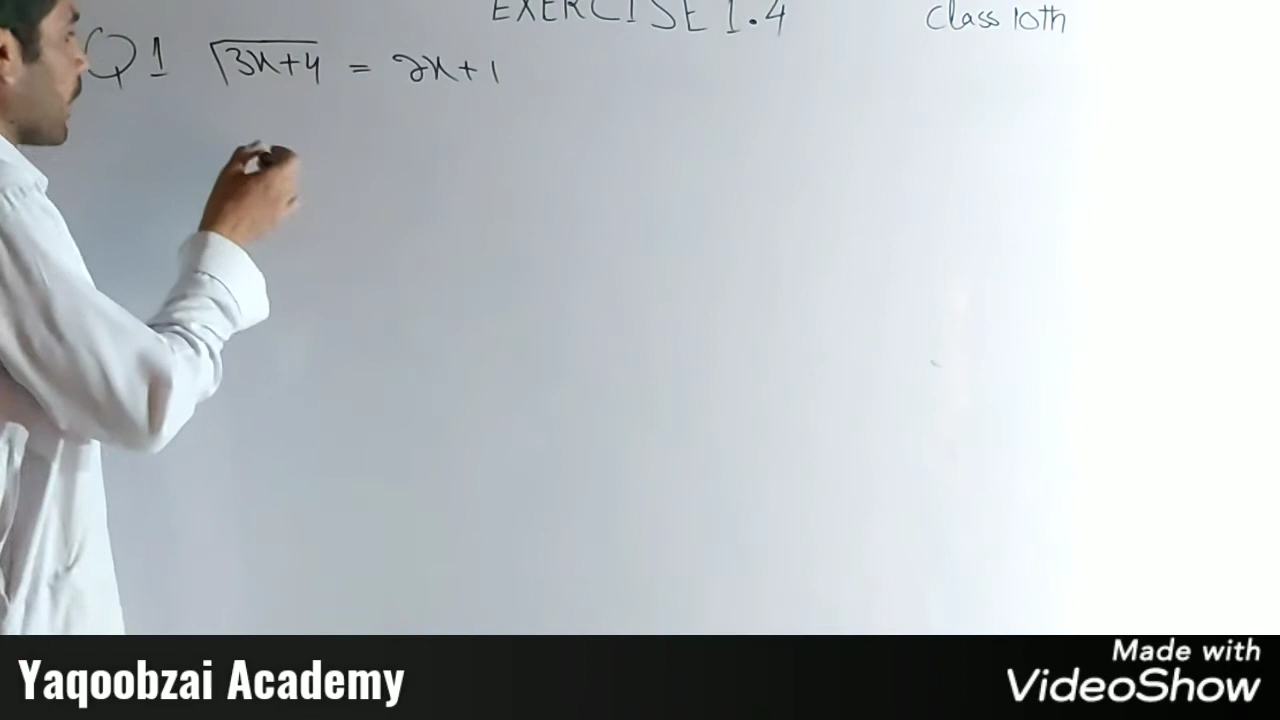 EXERCISE 1.4
Class 10th
Q1 √3x+4 = 2x+1
Yaqoobzai Academy
Made with
VideoShow